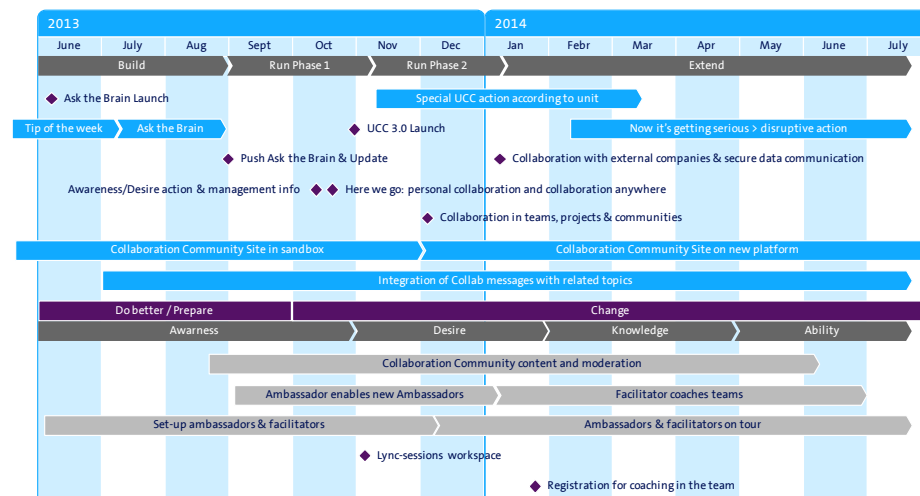 2013 2014
June July Aug Sept Oct Nov Dec Jan Febr Mar Apr May June July
Build Run Phase 1 Run Phase 2 Extend
Ask the Brain Launch Special UCC action according to unit
Tip of the week Ask the Brain UCC 3.0 Launch Now it's getting serious > disruptive action
Push Ask the Brain & Update Collaboration with external companies & secure data communication
Awareness/Desire action & management info Here we go: personal collaboration and collaboration anywhere
Collaboration in teams, projects & communities
Collaboration Community Site in sandbox Collaboration Community Site on new platform
Integration of Collab messages with related topics
Do better / Prepare Change
Awarness Desire Knowledge Ability
Collaboration Community content and moderation
Ambassador enables new Ambassadors Facilitator coaches teams
Set-up ambassadors & facilitators Ambassadors & facilitators on tour
Lync-sessions workspace
Registration for coaching in the team